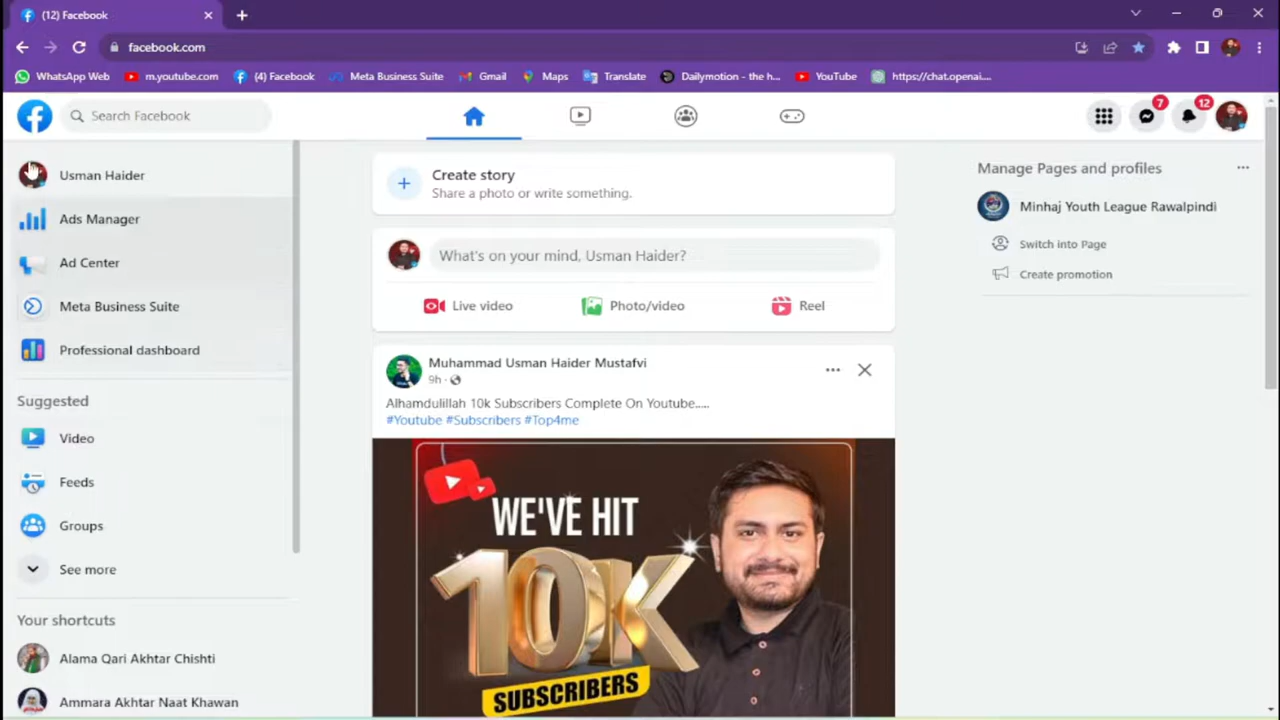 (12) Facebook
facebook.com
WhatsApp Web
m.youtube.com
(4) Facebook
Meta Business Suite
Gmail
Maps
Translate
Dailymotion - the h...
YouTube
https://chat.openai....
Search Facebook
7
12
Usman Haider
Ads Manager
Ad Center
Meta Business Suite
Professional dashboard
Suggested
Video
Feeds
Groups
See more
Your shortcuts
Alama Qari Akhtar Chishti
Ammara Akhtar Naat Khawan
Create story
Share a photo or write something.
What's on your mind, Usman Haider?
Live video
Photo/video
Reel
Muhammad Usman Haider Mustafvi
9h ·
Alhamdulillah 10k Subscribers Complete On Youtube.....
#Youtube #Subscribers #Top4me
WE'VE HIT
10K
SUBSCRIBERS
Manage Pages and profiles
Minhaj Youth League Rawalpindi
Switch into Page
Create promotion